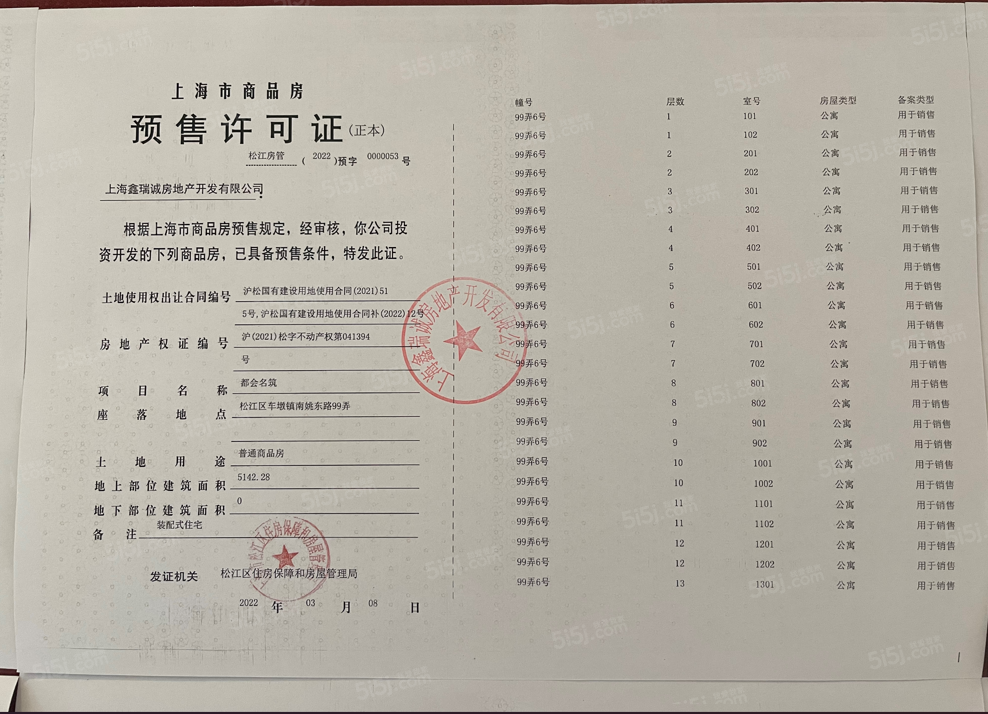 上海市商品房
预售许可证(正本)
松江房管 ( 2022 )预字 0000053 号
上海鑫瑞诚房地产开发有限公司:
根据上海市商品房预售规定，经审核，你公司投
资开发的下列商品房，已具备预售条件，特发此证。
土地使用权出让合同编号 沪松国有建设用地使用合同(2021)51
5号,沪松国有建设用地使用合同补(2022)12号
房地产权证编号 沪(2021)松字不动产权第041394
号
项目名称 都会名筑
座落地点 松江区车墩镇南姚东路99弄
土地用途 普通商品房
地上部位建筑面积 5142.28
地下部位建筑面积 0
备注 装配式住宅
发证机关 松江区住房保障和房屋管理局
2022 年 03 月 08 日
上海鑫瑞诚房地产开发有限公司
松江区住房保障和房屋管理局
幢号 层数 室号 房屋类型 备案类型
99弄6号 1 101 公寓 用于销售
99弄6号 1 102 公寓 用于销售
99弄6号 2 201 公寓 用于销售
99弄6号 2 202 公寓 用于销售
99弄6号 3 301 公寓 用于销售
99弄6号 3 302 公寓 用于销售
99弄6号 4 401 公寓 用于销售
99弄6号 4 402 公寓 用于销售
99弄6号 5 501 公寓 用于销售
99弄6号 5 502 公寓 用于销售
99弄6号 6 601 公寓 用于销售
99弄6号 6 602 公寓 用于销售
99弄6号 7 701 公寓 用于销售
99弄6号 7 702 公寓 用于销售
99弄6号 8 801 公寓 用于销售
99弄6号 8 802 公寓 用于销售
99弄6号 9 901 公寓 用于销售
99弄6号 9 902 公寓 用于销售
99弄6号 10 1001 公寓 用于销售
99弄6号 10 1002 公寓 用于销售
99弄6号 11 1101 公寓 用于销售
99弄6号 11 1102 公寓 用于销售
99弄6号 12 1201 公寓 用于销售
99弄6号 12 1202 公寓 用于销售
99弄6号 13 1301 公寓 用于销售
5i5j.com